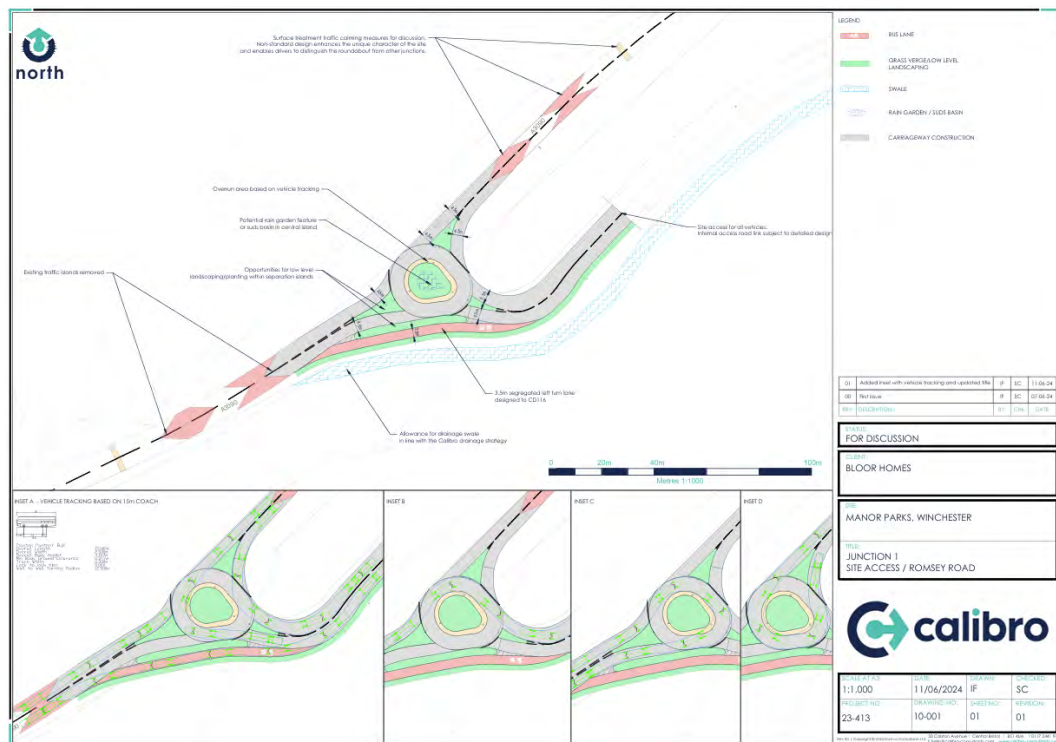 north
Surface treatment traffic calming measures for discussion.
Non-standard design enhances the unique character of the site
and enables drivers to distinguish this roundabout from other junctions.
A3090
Overrun area based on vehicle tracking
Potential rain garden feature
or suds basin in central island
Existing traffic islands removed
Opportunities for low level
landscaping/planting within separation islands
Site access for all vehicles.
Internal access road link subject to detailed design
3.5m segregated left turn lane
designed to CD116
A3090
Allowance for drainage swale
in line with the Calibro drainage strategy
0 20m 40m 100m
Metres 1:1000
INSET A - VEHICLE TRACKING BASED ON 15m COACH
INSET B
INSET C
INSET D
LEGEND
BUS LANE
GRASS VERGE/LOW LEVEL
LANDSCAPING
SWALE
RAIN GARDEN / SUDS BASIN
CARRIAGEWAY CONSTRUCTION
01 Added inset with vehicle tracking and updated title IF SC 11-06-24
00 First Issue IF SC 07-06-24
REV: DESCRIPTION: BY: CHK: DATE:
STATUS:
FOR DISCUSSION
CLIENT:
BLOOR HOMES
SITE:
MANOR PARKS, WINCHESTER
TITLE:
JUNCTION 1
SITE ACCESS / ROMSEY ROAD
calibro
SCALE AT A3: DATE: DRAWN: CHECKED:
1:1,000 11/06/2024 IF SC
PROJECT NO: DRAWING NO: SHEET NO: REVISION:
23-413 10-001 01 01